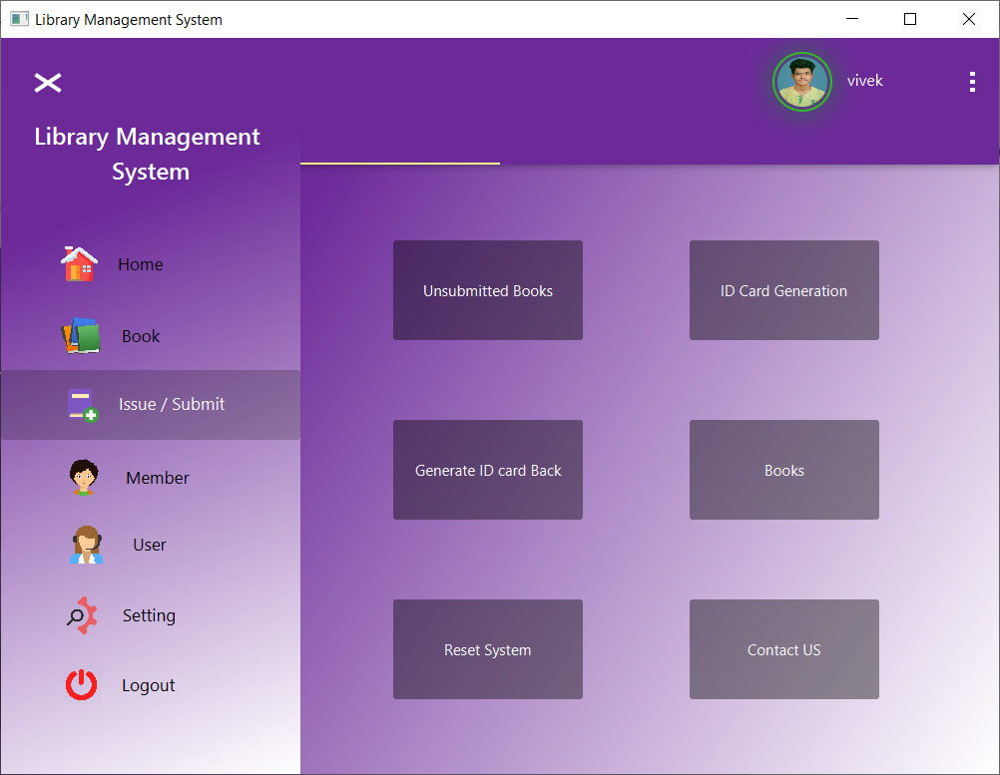 Library Management System
vivek
Library Management
System
Home
Book
Issue / Submit
Member
User
Setting
Logout
Unsubmitted Books
ID Card Generation
Generate ID card Back
Books
Reset System
Contact US